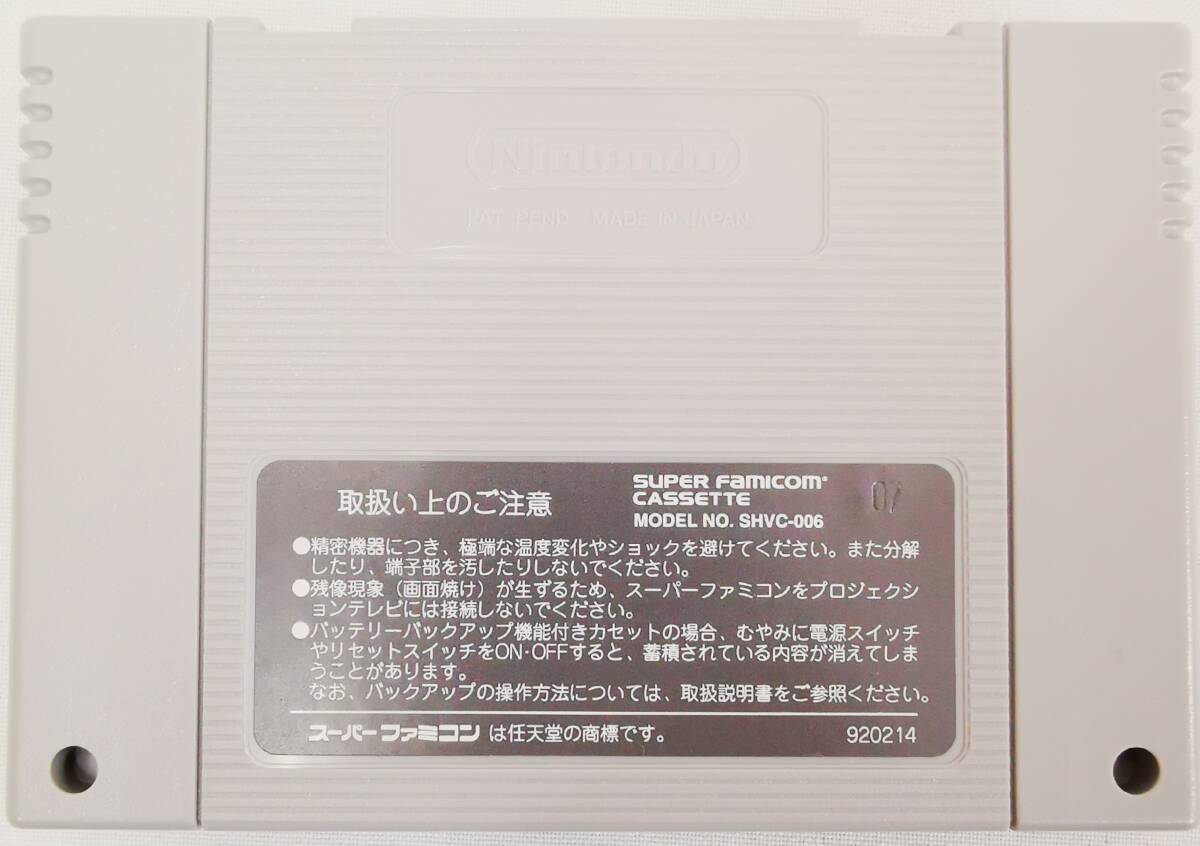 Nintendo
PAT. PEND. MADE IN JAPAN
取扱い上のご注意
SUPER FAMICOM®
CASSETTE
MODEL NO. SHVC-006
07
●精密機器につき、極端な温度変化やショックを避けてください。また分解
したり、端子部を汚したりしないでください。
●残像現象（画面焼け）が生ずるため、スーパーファミコンをプロジェクシ
ョンテレビには接続しないでください。
●バッテリーバックアップ機能付きカセットの場合、むやみに電源スイッチ
やリセットスイッチをON·OFFすると、蓄積されている内容が消えてしま
うことがあります。
なお、バックアップの操作方法については、取扱説明書をご参照ください。
スーパーファミコン は任天堂の商標です。
920214